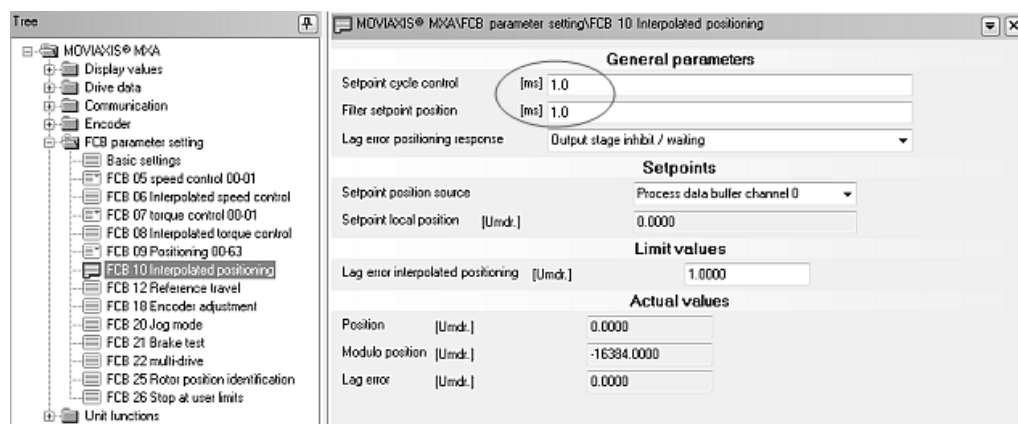 Tree
MOVIAXIS® MXA
Display values
Drive data
Communication
Encoder
FCB parameter setting
Basic settings
FCB 05 speed control 00-01
FCB 06 Interpolated speed control
FCB 07 torque control 00-01
FCB 08 Interpolated torque control
FCB 09 Positioning 00-63
FCB 10 Interpolated positioning
FCB 12 Reference travel
FCB 18 Encoder adjustment
FCB 20 Jog mode
FCB 21 Brake test
FCB 22 multi-drive
FCB 25 Rotor position identification
FCB 26 Stop at user limits
Unit functions
MOVIAXIS® MXA\FCB parameter setting\FCB 10 Interpolated positioning
General parameters
Setpoint cycle control [ms] 1.0
Filter setpoint position [ms] 1.0
Lag error positioning response Output stage inhibit / waiting
Setpoints
Setpoint position source Process data buffer channel 0
Setpoint local position [Umdr.] 0.0000
Limit values
Lag error interpolated positioning [Umdr.] 1.0000
Actual values
Position [Umdr.] 0.0000
Modulo position [Umdr.] -16384.0000
Lag error [Umdr.] 0.0000